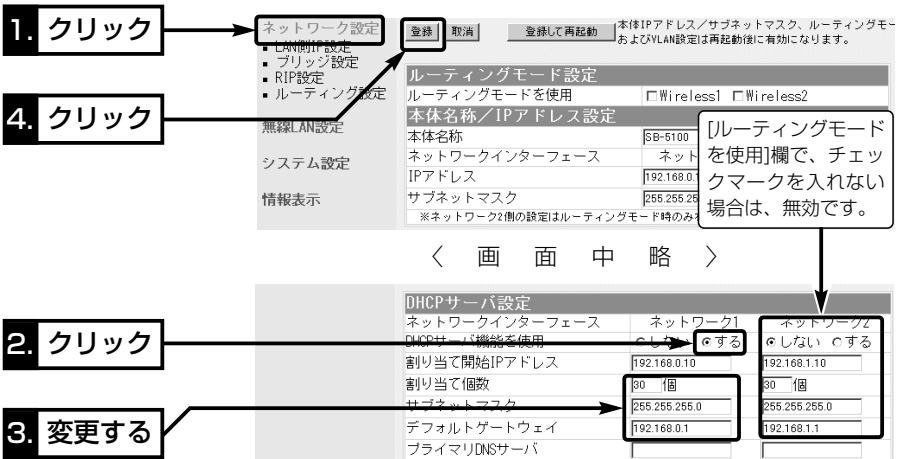 1. クリック
4. クリック
ネットワーク設定
LAN側IP設定
ブリッジ設定
RIP設定
ルーティング設定
無線LAN設定
システム設定
情報表示
登録 取消 登録して再起動
本体IPアドレス/サブネットマスク、ルーティングモー
およびVLAN設定は再起動後に有効になります。
ルーティングモード設定
ルーティングモードを使用 □Wireless1 □Wireless2
本体名称/IPアドレス設定
本体名称 SB-5100
ネットワークインターフェース ネット
IPアドレス 192.168.0.1
サブネットマスク 255.255.25
※ネットワーク2側の設定はルーティングモード時のみ
[ルーティングモード
を使用]欄で、チェッ
クマークを入れない
場合は、無効です。
〈 画 面 中 略 〉
2. クリック
3. 変更する
DHCPサーバ設定
ネットワークインターフェース ネットワーク1 ネットワーク2
DHCPサーバ機能を使用 しない する しない する
割り当て開始IPアドレス 192.168.0.10 192.168.1.10
割り当て個数 30 個 30 個
サブネットマスク 255.255.255.0 255.255.255.0
デフォルトゲートウェイ 192.168.0.1 192.168.1.1
プライマリDNSサーバ